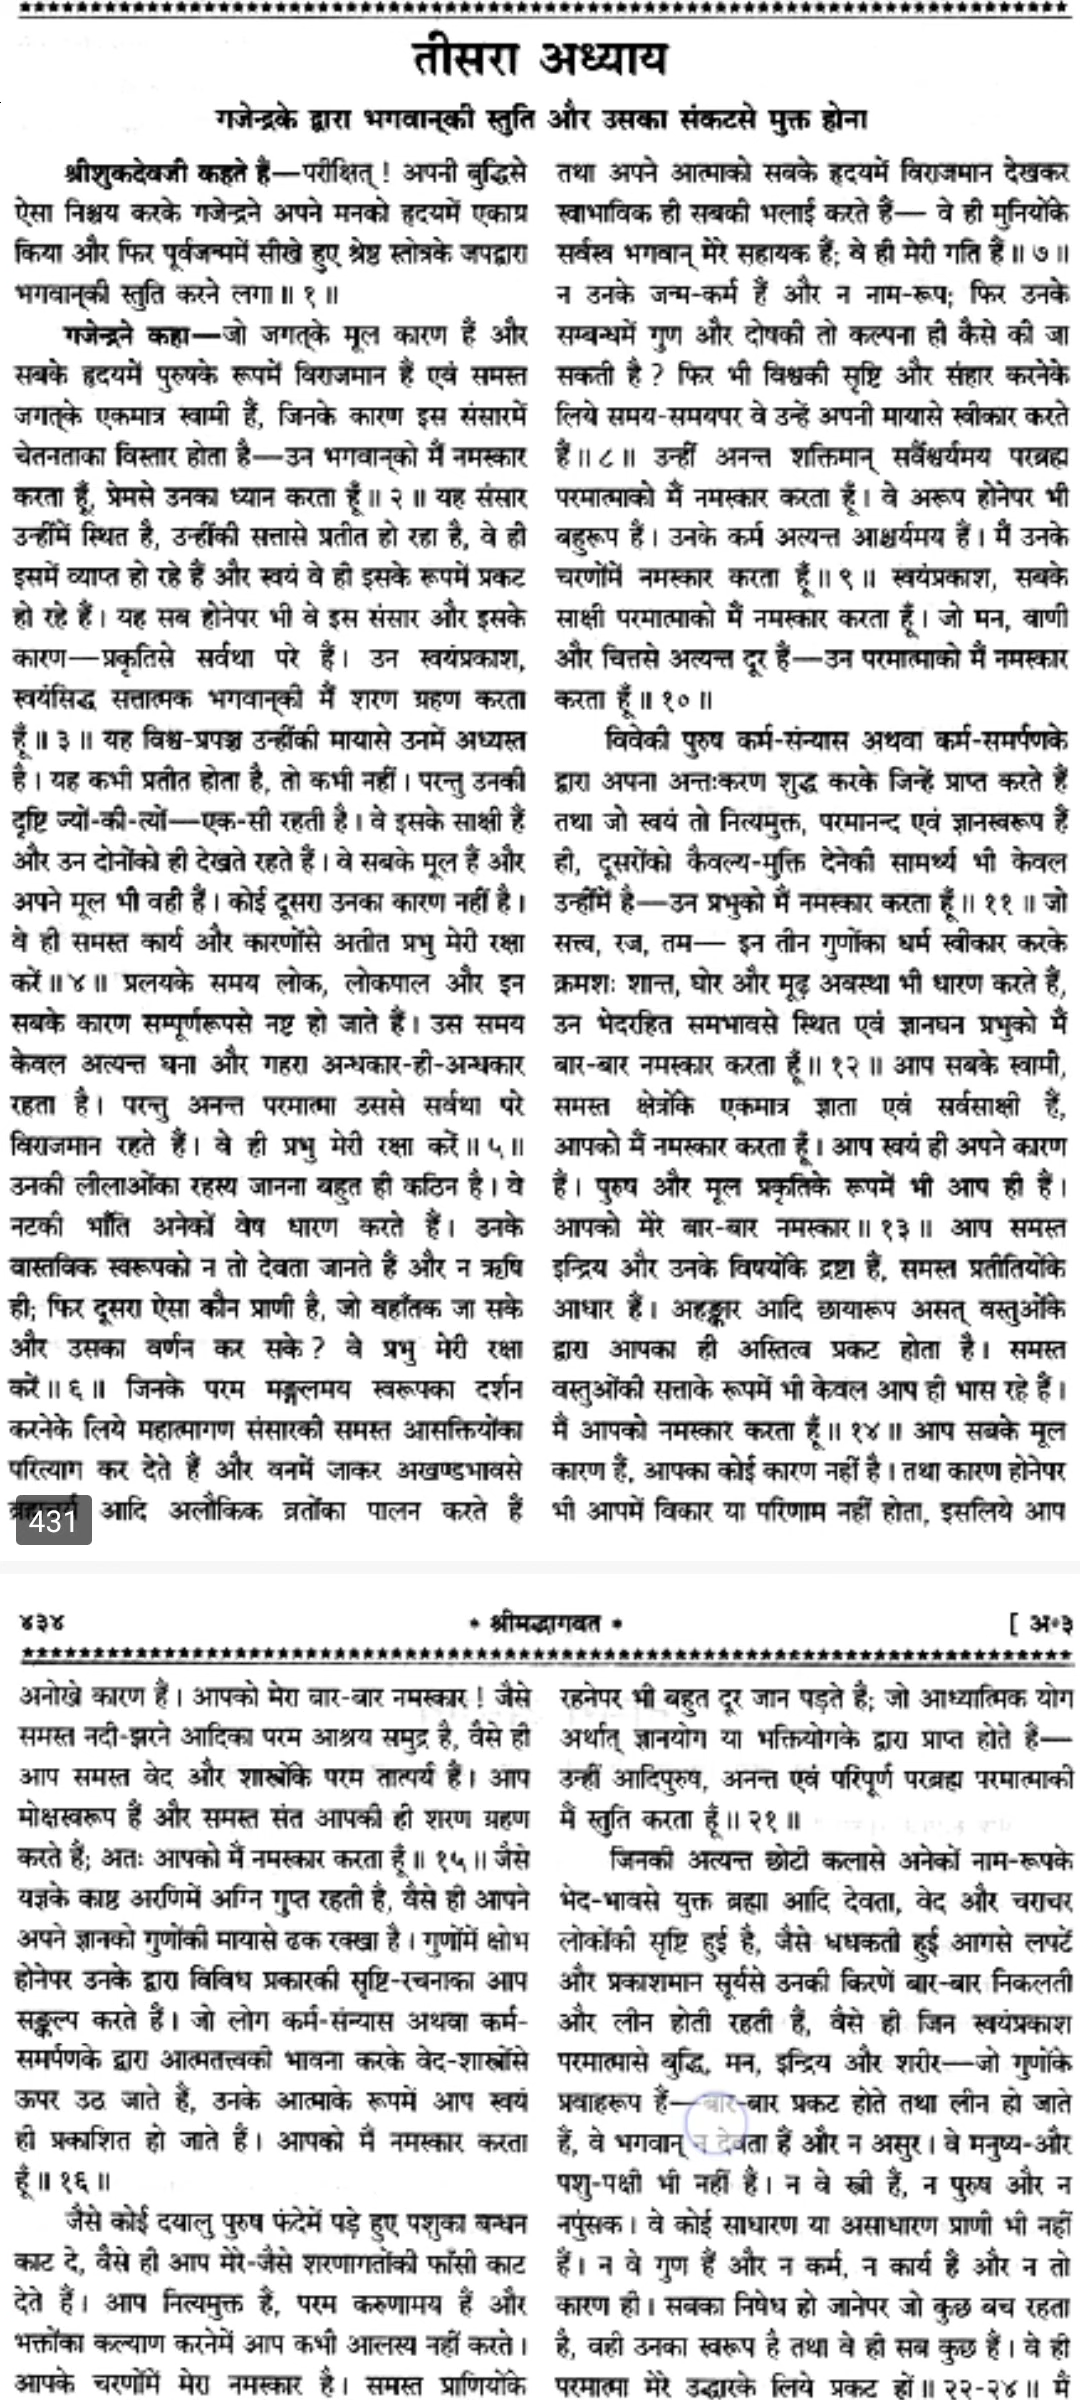 तीसरा अध्याय
गजेन्द्रके द्वारा भगवान्‌की स्तुति और उसका संकटसे मुक्त होना
श्रीशुकदेवजी कहते हैं—परीक्षित् ! अपनी बुद्धिसे
ऐसा निश्चय करके गजेन्द्रने अपने मनको हृदयमें एकाग्र
किया और फिर पूर्वजन्ममें सीखे हुए श्रेष्ठ स्तोत्रके जपद्वारा
भगवान्‌की स्तुति करने लगा ॥ १ ॥
गजेन्द्रने कहा—जो जगत्‌के मूल कारण हैं और
सबके हृदयमें पुरुषके रूपमें विराजमान हैं एवं समस्त
जगत्‌के एकमात्र स्वामी हैं, जिनके कारण इस संसारमें
चेतनताका विस्तार होता है—उन भगवान्‌को मैं नमस्कार
करता हूँ, प्रेमसे उनका ध्यान करता हूँ ॥ २ ॥ यह संसार
उन्हींमें स्थित है, उन्हींकी सत्तासे प्रतीत हो रहा है, वे ही
इसमें व्याप्त हो रहे हैं और स्वयं वे ही इसके रूपमें प्रकट
हो रहे हैं। यह सब होनेपर भी वे इस संसार और इसके
कारण—प्रकृतिसे सर्वथा परे हैं। उन स्वयंप्रकाश,
स्वयंसिद्ध सत्तात्मक भगवान्‌की मैं शरण ग्रहण करता
हूँ ॥ ३ ॥ यह विश्व-प्रपञ्च उन्हींकी मायासे उनमें अध्यस्त
है। यह कभी प्रतीत होता है, तो कभी नहीं। परन्तु उनकी
दृष्टि ज्यों-की-त्यों—एक-सी रहती है। वे इसके साक्षी हैं
और उन दोनोंको ही देखते रहते हैं। वे सबके मूल हैं और
अपने मूल भी वही हैं। कोई दूसरा उनका कारण नहीं है।
वे ही समस्त कार्य और कारणोंसे अतीत प्रभु मेरी रक्षा
करें ॥ ४ ॥ प्रलयके समय लोक, लोकपाल और इन
सबके कारण सम्पूर्णरूपसे नष्ट हो जाते हैं। उस समय
केवल अत्यन्त घना और गहरा अन्धकार-ही-अन्धकार
रहता है। परन्तु अनन्त परमात्मा उससे सर्वथा परे
विराजमान रहते हैं। वे ही प्रभु मेरी रक्षा करें ॥ ५ ॥
उनकी लीलाओंका रहस्य जानना बहुत ही कठिन है। वे
नटकी भाँति अनेकों वेष धारण करते हैं। उनके
वास्तविक स्वरूपको न तो देवता जानते हैं और न ऋषि
ही; फिर दूसरा ऐसा कौन प्राणी है, जो वहाँतक जा सके
और उसका वर्णन कर सके ? वे प्रभु मेरी रक्षा
करें ॥ ६ ॥ जिनके परम मङ्गलमय स्वरूपका दर्शन
करनेके लिये महात्मागण संसारकी समस्त आसक्तियोंका
परित्याग कर देते हैं और वनमें जाकर अखण्डभावसे
ब्रह्मचर्य आदि अलौकिक व्रतोंका पालन करते हैं
431
तथा अपने आत्माको सबके हृदयमें विराजमान देखकर
स्वाभाविक ही सबकी भलाई करते हैं— वे ही मुनियोंके
सर्वस्व भगवान् मेरे सहायक हैं; वे ही मेरी गति हैं ॥ ७ ॥
न उनके जन्म-कर्म हैं और न नाम-रूप; फिर उनके
सम्बन्धमें गुण और दोषकी तो कल्पना ही कैसे की जा
सकती है ? फिर भी विश्वकी सृष्टि और संहार करनेके
लिये समय-समयपर वे उन्हें अपनी मायासे स्वीकार करते
हैं ॥ ८ ॥ उन्हीं अनन्त शक्तिमान् सर्वैश्वर्यमय परब्रह्म
परमात्माको मैं नमस्कार करता हूँ। वे अरूप होनेपर भी
बहुरूप हैं। उनके कर्म अत्यन्त आश्चर्यमय हैं। मैं उनके
चरणोंमें नमस्कार करता हूँ ॥ ९ ॥ स्वयंप्रकाश, सबके
साक्षी परमात्माको मैं नमस्कार करता हूँ। जो मन, वाणी
और चित्तसे अत्यन्त दूर हैं—उन परमात्माको मैं नमस्कार
करता हूँ ॥ १० ॥
विवेकी पुरुष कर्म-संन्यास अथवा कर्म-समर्पणके
द्वारा अपना अन्तःकरण शुद्ध करके जिन्हें प्राप्त करते हैं
तथा जो स्वयं तो नित्यमुक्त, परमानन्द एवं ज्ञानस्वरूप हैं
ही, दूसरोंको कैवल्य-मुक्ति देनेकी सामर्थ्य भी केवल
उन्हींमें है—उन प्रभुको मैं नमस्कार करता हूँ ॥ ११ ॥ जो
सत्त्व, रज, तम— इन तीन गुणोंका धर्म स्वीकार करके
क्रमशः शान्त, घोर और मूढ़ अवस्था भी धारण करते हैं,
उन भेदरहित समभावसे स्थित एवं ज्ञानघन प्रभुको मैं
बार-बार नमस्कार करता हूँ ॥ १२ ॥ आप सबके स्वामी,
समस्त क्षेत्रोंके एकमात्र ज्ञाता एवं सर्वसाक्षी हैं,
आपको मैं नमस्कार करता हूँ। आप स्वयं ही अपने कारण
हैं। पुरुष और मूल प्रकृतिके रूपमें भी आप ही हैं।
आपको मेरे बार-बार नमस्कार ॥ १३ ॥ आप समस्त
इन्द्रिय और उनके विषयोंके द्रष्टा हैं, समस्त प्रतीतियोंके
आधार हैं। अहङ्कार आदि छायारूप असत् वस्तुओंके
द्वारा आपका ही अस्तित्व प्रकट होता है। समस्त
वस्तुओंकी सत्ताके रूपमें भी केवल आप ही भास रहे हैं।
मैं आपको नमस्कार करता हूँ ॥ १४ ॥ आप सबके मूल
कारण हैं, आपका कोई कारण नहीं है। तथा कारण होनेपर
भी आपमें विकार या परिणाम नहीं होता, इसलिये आप
४३४
* श्रीमद्भागवत *
[ अ॰३
अनोखे कारण हैं। आपको मेरा बार-बार नमस्कार ! जैसे
समस्त नदी-झरने आदिका परम आश्रय समुद्र है, वैसे ही
आप समस्त वेद और शास्त्रोंके परम तात्पर्य हैं। आप
मोक्षस्वरूप हैं और समस्त संत आपकी ही शरण ग्रहण
करते हैं; अतः आपको मैं नमस्कार करता हूँ ॥ १५ ॥ जैसे
यज्ञके काष्ठ अरणिमें अग्नि गुप्त रहती है, वैसे ही आपने
अपने ज्ञानको गुणोंकी मायासे ढक रक्खा है। गुणोंमें क्षोभ
होनेपर उनके द्वारा विविध प्रकारकी सृष्टि-रचनाका आप
सङ्कल्प करते हैं। जो लोग कर्म-संन्यास अथवा कर्म-
समर्पणके द्वारा आत्मतत्त्वकी भावना करके वेद-शास्त्रोंसे
ऊपर उठ जाते हैं, उनके आत्माके रूपमें आप स्वयं
ही प्रकाशित हो जाते हैं। आपको मैं नमस्कार करता
हूँ ॥ १६ ॥
जैसे कोई दयालु पुरुष फंदेमें पड़े हुए पशुका बन्धन
काट दे, वैसे ही आप मेरे-जैसे शरणागतोंकी फाँसी काट
देते हैं। आप नित्यमुक्त हैं, परम करुणामय हैं और
भक्तोंका कल्याण करनेमें आप कभी आलस्य नहीं करते।
आपके चरणोंमें मेरा नमस्कार है। समस्त प्राणियोंके
रहनेपर भी बहुत दूर जान पड़ते हैं; जो आध्यात्मिक योग
अर्थात् ज्ञानयोग या भक्तियोगके द्वारा प्राप्त होते हैं—
उन्हीं आदिपुरुष, अनन्त एवं परिपूर्ण परब्रह्म परमात्माकी
मैं स्तुति करता हूँ ॥ २१ ॥
जिनकी अत्यन्त छोटी कलासे अनेकों नाम-रूपके
भेद-भावसे युक्त ब्रह्मा आदि देवता, वेद और चराचर
लोकोंकी सृष्टि हुई है, जैसे धधकती हुई आगसे लपटें
और प्रकाशमान सूर्यसे उनकी किरणें बार-बार निकलती
और लीन होती रहती हैं, वैसे ही जिन स्वयंप्रकाश
परमात्मासे बुद्धि, मन, इन्द्रिय और शरीर—जो गुणोंके
प्रवाहरूप हैं—बार-बार प्रकट होते तथा लीन हो जाते
हैं, वे भगवान् न देवता हैं और न असुर। वे मनुष्य-और
पशु-पक्षी भी नहीं हैं। न वे स्त्री हैं, न पुरुष और न
नपुंसक। वे कोई साधारण या असाधारण प्राणी भी नहीं
हैं। न वे गुण हैं और न कर्म, न कार्य हैं और न तो
कारण ही। सबका निषेध हो जानेपर जो कुछ बच रहता
है, वही उनका स्वरूप है तथा वे ही सब कुछ हैं। वे ही
परमात्मा मेरे उद्धारके लिये प्रकट हों ॥ २२-२४ ॥ मैं